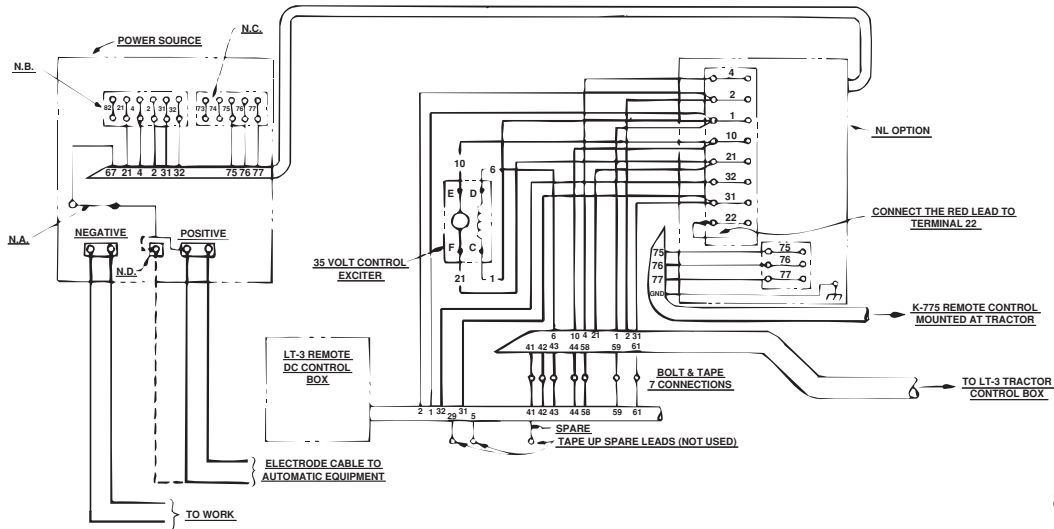 N.C.
POWER SOURCE
N.B.
82 21 4 2 31 32 73 74 75 76 77
67 21 4 2 31 32 75 76 77
N.A.
NEGATIVE
POSITIVE
N.D.
4
2
1
10
21
32
31
22
NL OPTION
CONNECT THE RED LEAD TO
TERMINAL 22
10 6
E D
F C
21 1
35 VOLT CONTROL
EXCITER
75 75
76 76
77 77
GND
K-775 REMOTE CONTROL
MOUNTED AT TRACTOR
6 10 4 21 1 2 31
41 42 43 44 58 59 61
LT-3 REMOTE
DC CONTROL
BOX
BOLT & TAPE
7 CONNECTIONS
TO LT-3 TRACTOR
CONTROL BOX
2 1 32 31 41 42 43 44 58 59 61
29 5
SPARE
TAPE UP SPARE LEADS (NOT USED)
ELECTRODE CABLE TO
AUTOMATIC EQUIPMENT
TO WORK